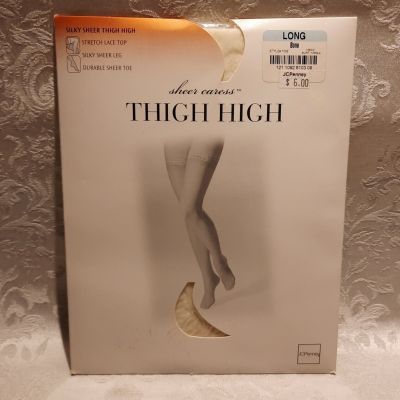 SILKY SHEER THIGH HIGH
STRETCH LACE TOP
SILKY SHEER LEG
DURABLE SHEER TOE
LONG
Bone
JCPenney
$ 6.00
sheer caress™
THIGH HIGH
JCPenney